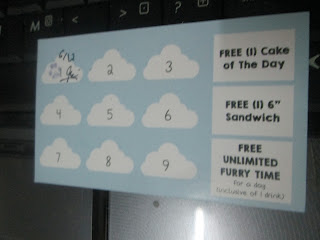 6/12
2
3
FREE (1) Cake
of The Day
4
5
6
FREE (1) 6"
Sandwich
7
8
9
FREE
UNLIMITED
FURRY TIME
for a day
(inclusive of 1 drink)
M
?